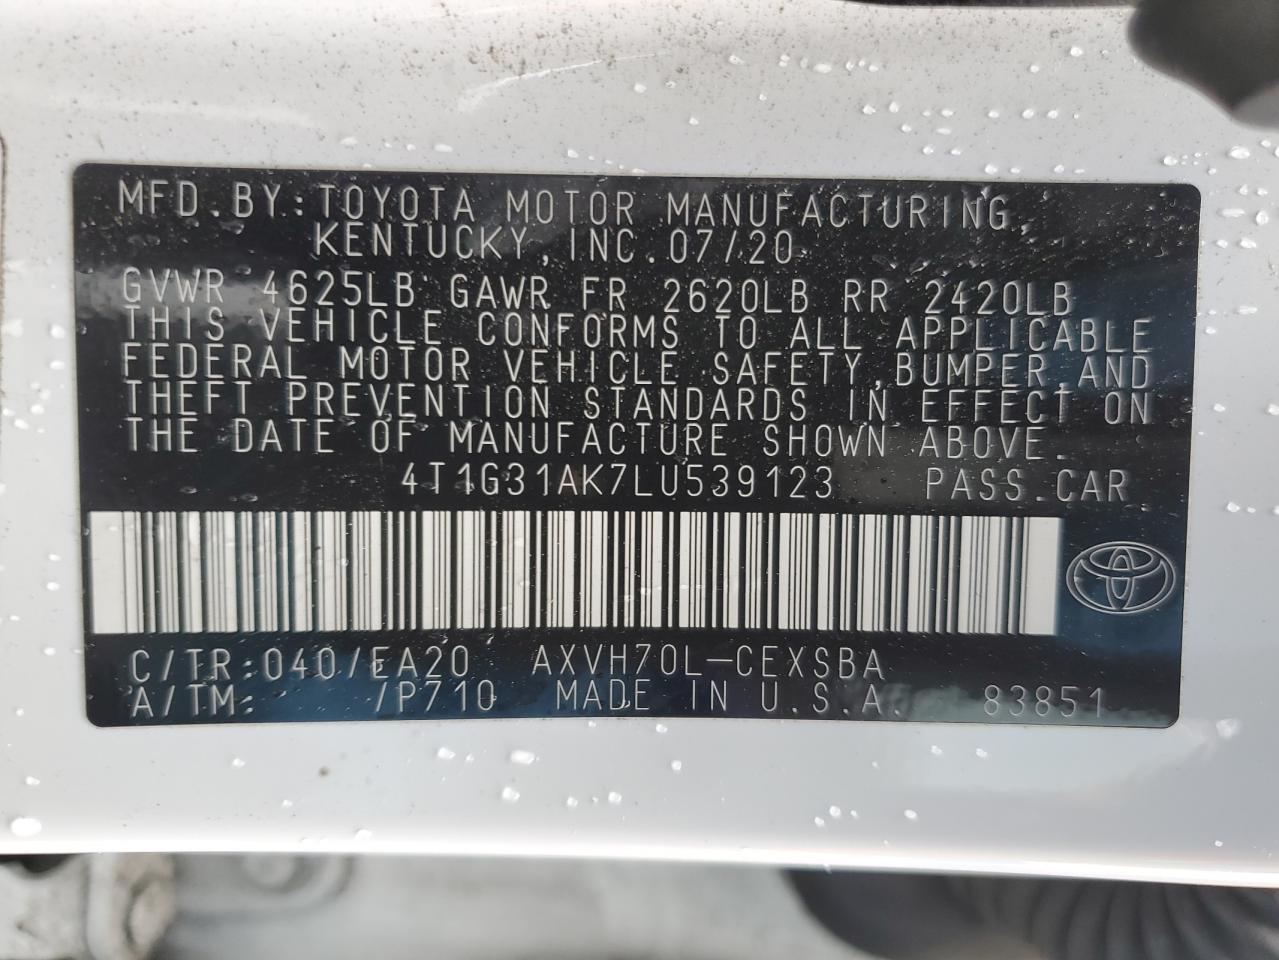 MFD.BY:TOYOTA MOTOR MANUFACTURING,
KENTUCKY,INC.07/20
GVWR 4625LB GAWR FR 2620LB RR 2420LB
THIS VEHICLE CONFORMS TO ALL APPLICABLE
FEDERAL MOTOR VEHICLE SAFETY,BUMPER,AND
THEFT PREVENTION STANDARDS IN EFFECT ON
THE DATE OF MANUFACTURE SHOWN ABOVE.
4T1G31AK7LU539123 PASS.CAR
C/TR:040/EA20 AXVH70L-CEXSBA
A/TM: /P710 MADE IN U.S.A. 83851